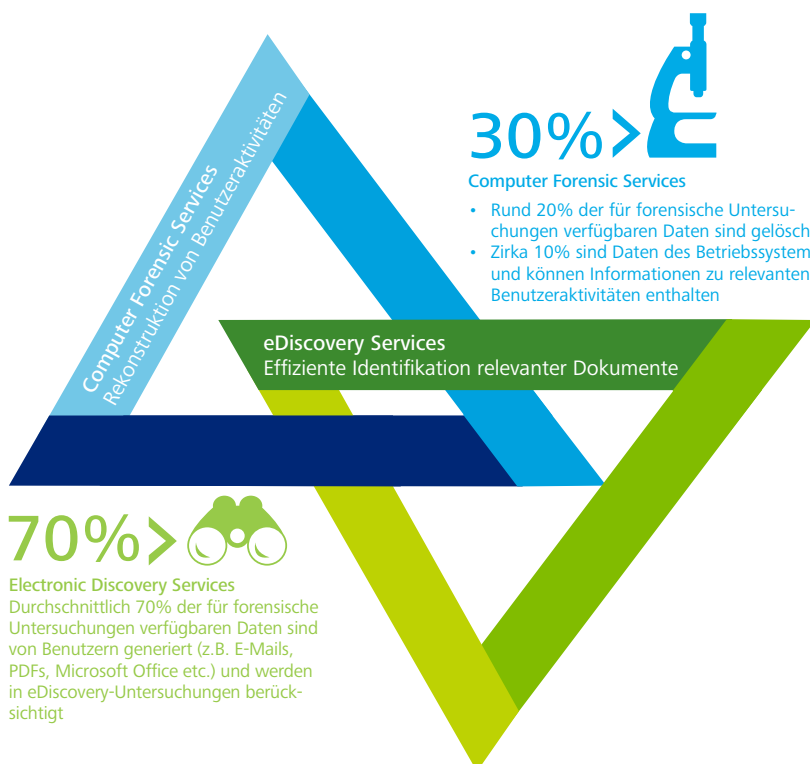 Computer Forensic Services
Rekonstruktion von Benutzeraktivitäten
30% >
Computer Forensic Services
• Rund 20% der für forensische Untersu-
chungen verfügbaren Daten sind gelösch
• Zirka 10% sind Daten des Betriebssystem
und können Informationen zu relevanten
Benutzeraktivitäten enthalten
eDiscovery Services
Effiziente Identifikation relevanter Dokumente
70% >
Electronic Discovery Services
Durchschnittlich 70% der für forensische
Untersuchungen verfügbaren Daten sind
von Benutzern generiert (z.B. E-Mails,
PDFs, Microsoft Office etc.) und werden
in eDiscovery-Untersuchungen berück-
sichtigt